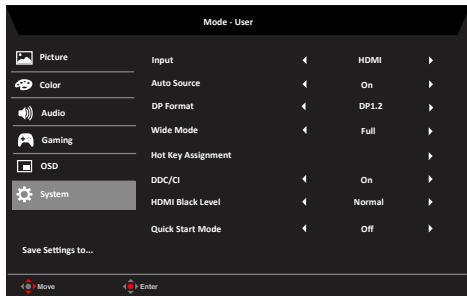 Mode - User
Picture
Color
Audio
Gaming
OSD
System
Save Settings to...
Input HDMI
Auto Source On
DP Format DP1.2
Wide Mode Full
Hot Key Assignment
DDC/CI On
HDMI Black Level Normal
Quick Start Mode Off
Move Enter